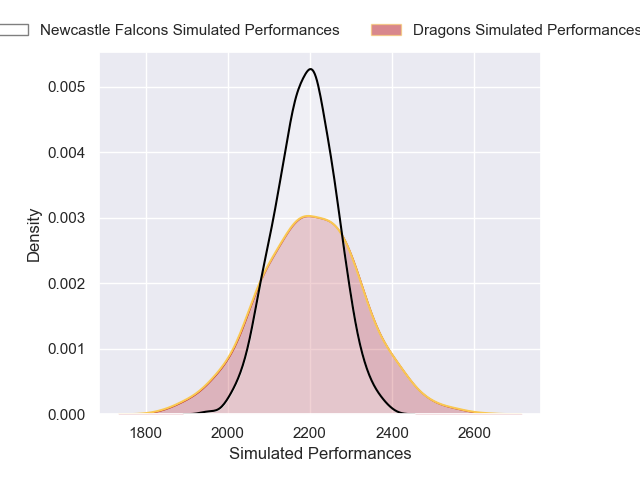 Newcastle Falcons Simulated Performances Dragons Simulated Performances
0.005
0.004
0.003
0.002
0.001
0.000
Density
1800 2000 2200 2400 2600
Simulated Performances